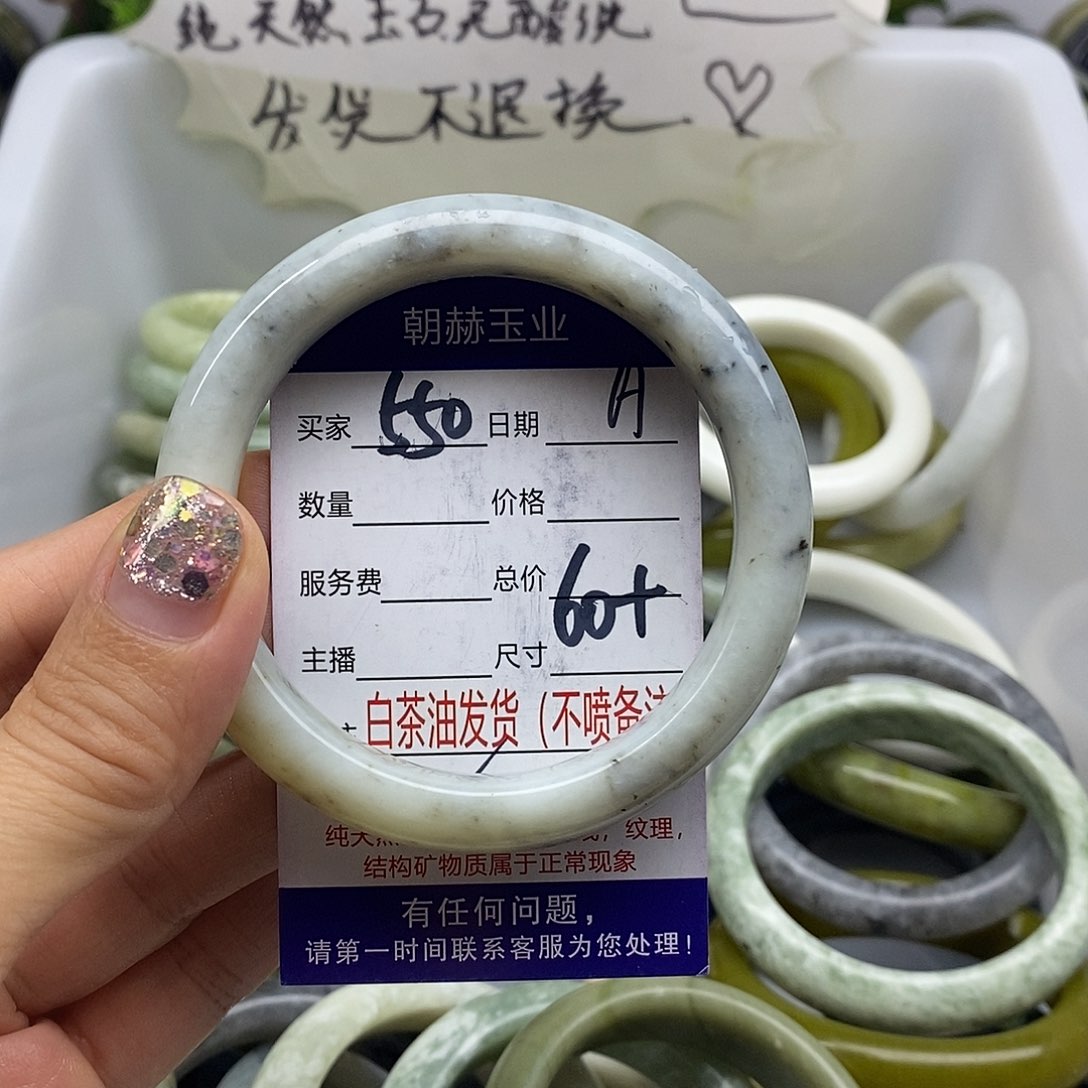 纯天然玉石无酸洗
发货不退换
朝赫玉业
买家 550 日期 A
数量 价格
服务费 总价 60+
主播 尺寸
白茶油发货（不喷备注
纯天然 纹理，
结构矿物质属于正常现象
有任何问题，
请第一时间联系客服为您处理！